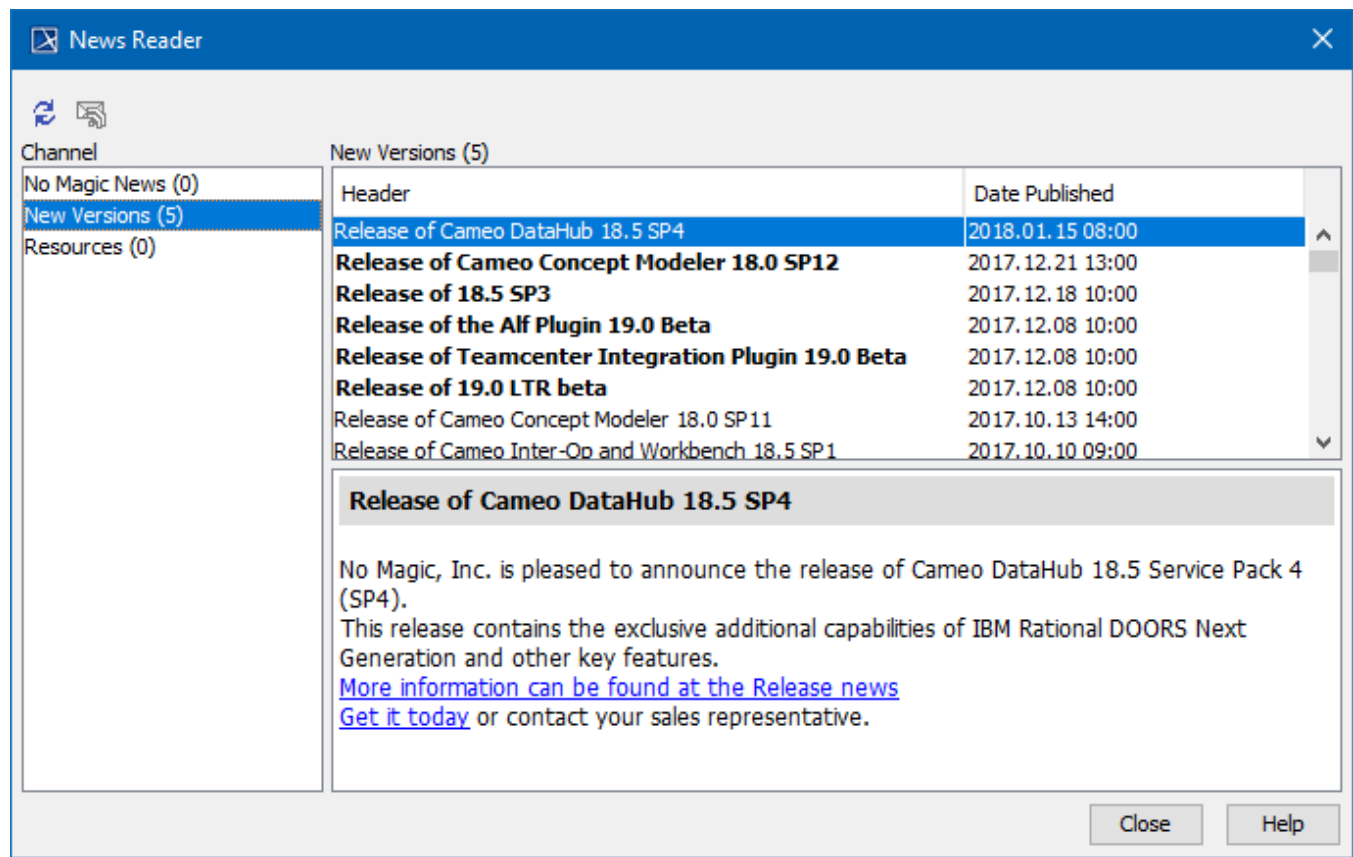 News Reader
Channel
No Magic News (0)
New Versions (5)
Resources (0)
New Versions (5)
Header Date Published
Release of Cameo DataHub 18.5 SP4 2018.01.15 08:00
Release of Cameo Concept Modeler 18.0 SP12 2017.12.21 13:00
Release of 18.5 SP3 2017.12.18 10:00
Release of the Alf Plugin 19.0 Beta 2017.12.08 10:00
Release of Teamcenter Integration Plugin 19.0 Beta 2017.12.08 10:00
Release of 19.0 LTR beta 2017.12.08 10:00
Release of Cameo Concept Modeler 18.0 SP11 2017.10.13 14:00
Release of Cameo Inter-Op and Workbench 18.5 SP1 2017.10.10 09:00
Release of Cameo DataHub 18.5 SP4
No Magic, Inc. is pleased to announce the release of Cameo DataHub 18.5 Service Pack 4
(SP4).
This release contains the exclusive additional capabilities of IBM Rational DOORS Next
Generation and other key features.
More information can be found at the Release news
Get it today or contact your sales representative.
Close Help